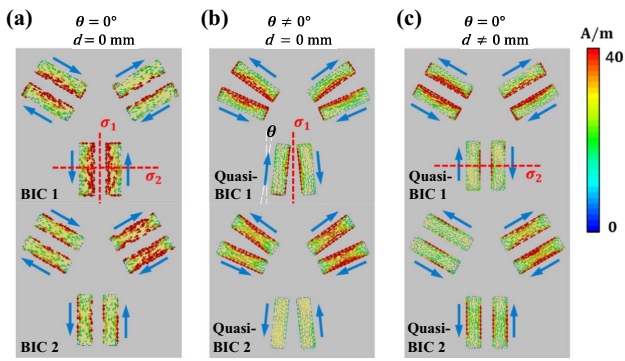 (a)
θ = 0°
d = 0 mm
(b)
θ ≠ 0°
d = 0 mm
(c)
θ = 0°
d ≠ 0 mm
A/m
40
0
σ1
σ2
BIC 1
θ
σ1
Quasi-
BIC 1
σ2
Quasi-
BIC 1
BIC 2
Quasi-
BIC 2
Quasi-
BIC 2